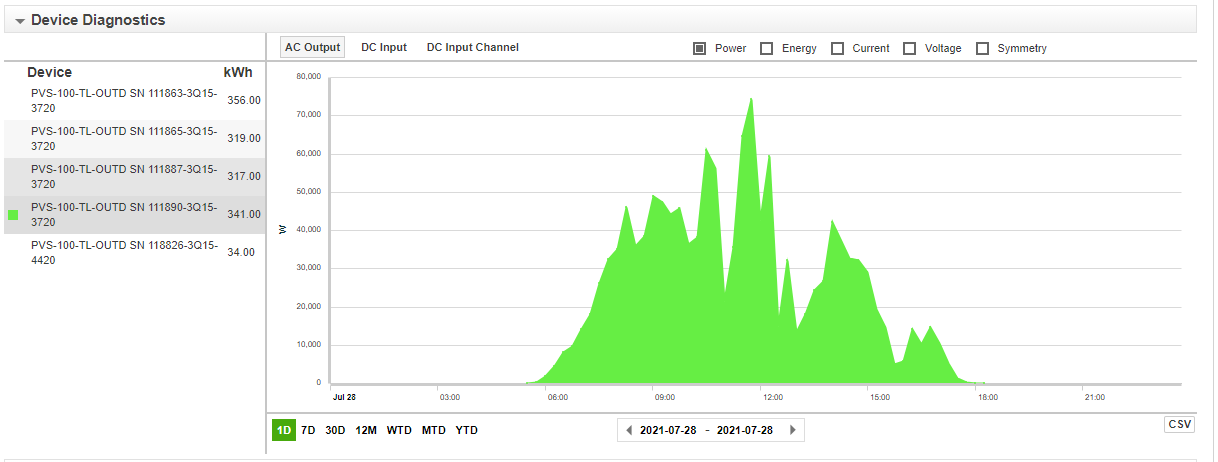 Device Diagnostics
AC Output DC Input DC Input Channel Power Energy Current Voltage Symmetry
Device kWh
PVS-100-TL-OUTD SN 111863-3Q15-
3720 356.00
PVS-100-TL-OUTD SN 111865-3Q15-
3720 319.00
PVS-100-TL-OUTD SN 111887-3Q15-
3720 317.00
PVS-100-TL-OUTD SN 111890-3Q15-
3720 341.00
PVS-100-TL-OUTD SN 118826-3Q15-
4420 34.00
80,000
70,000
60,000
50,000
40,000
W
30,000
20,000
10,000
0
Jul 28 03:00 06:00 09:00 12:00 15:00 18:00 21:00
1D 7D 30D 12M WTD MTD YTD 2021-07-28 - 2021-07-28 CSV